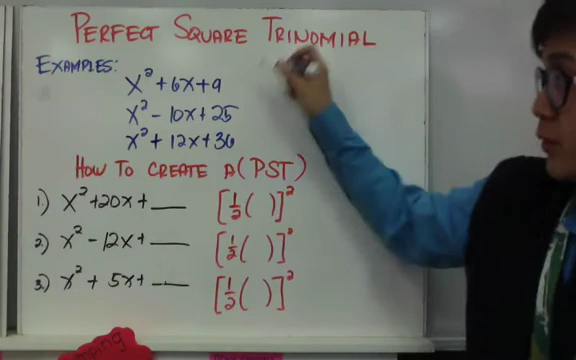 PERFECT SQUARE TRINOMIAL
EXAMPLES:
x² + 6x + 9
x² - 10x + 25
x² + 12x + 36
HOW TO CREATE A (PST)
1.) x² + 20x + ___ [½( )]²
2.) x² - 12x + ___ [½( )]²
3.) x² + 5x + ___ [½( )]²